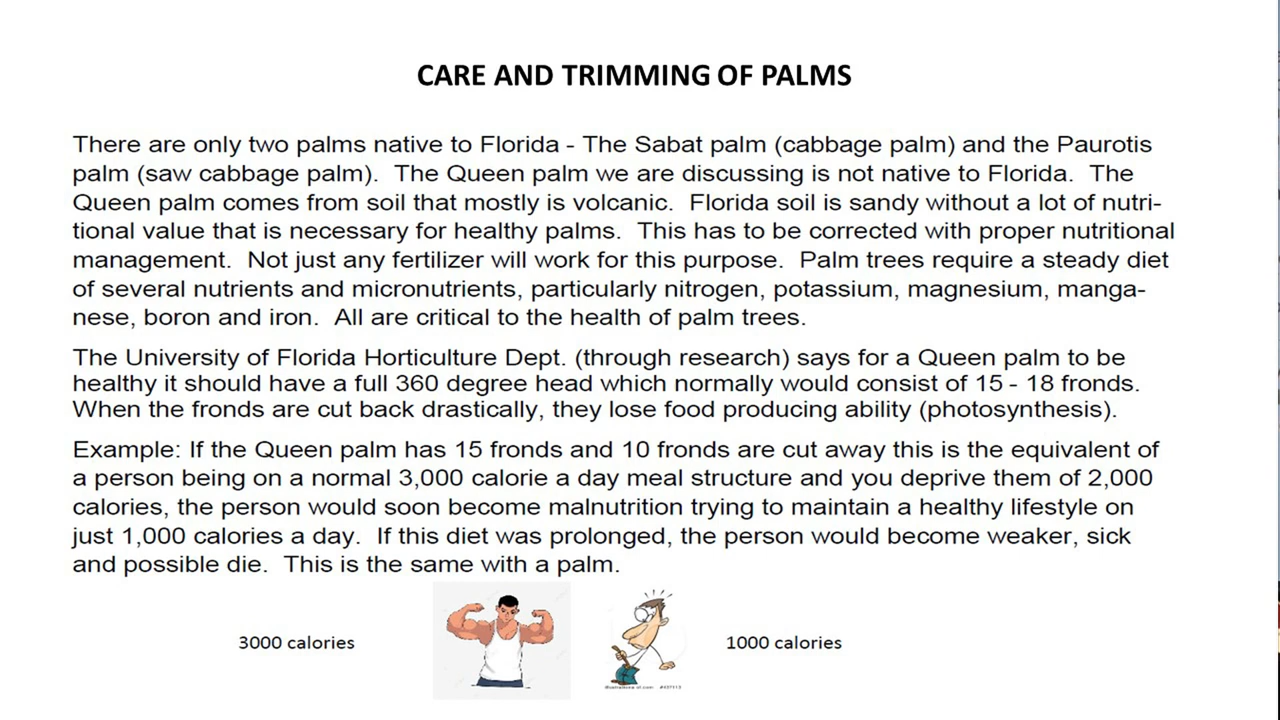 CARE AND TRIMMING OF PALMS
There are only two palms native to Florida - The Sabat palm (cabbage palm) and the Paurotis
palm (saw cabbage palm). The Queen palm we are discussing is not native to Florida. The
Queen palm comes from soil that mostly is volcanic. Florida soil is sandy without a lot of nutri-
tional value that is necessary for healthy palms. This has to be corrected with proper nutritional
management. Not just any fertilizer will work for this purpose. Palm trees require a steady diet
of several nutrients and micronutrients, particularly nitrogen, potassium, magnesium, manga-
nese, boron and iron. All are critical to the health of palm trees.
The University of Florida Horticulture Dept. (through research) says for a Queen palm to be
healthy it should have a full 360 degree head which normally would consist of 15 - 18 fronds.
When the fronds are cut back drastically, they lose food producing ability (photosynthesis).
Example: If the Queen palm has 15 fronds and 10 fronds are cut away this is the equivalent of
a person being on a normal 3,000 calorie a day meal structure and you deprive them of 2,000
calories, the person would soon become malnutrition trying to maintain a healthy lifestyle on
just 1,000 calories a day. If this diet was prolonged, the person would become weaker, sick
and possible die. This is the same with a palm.
3000 calories
1000 calories